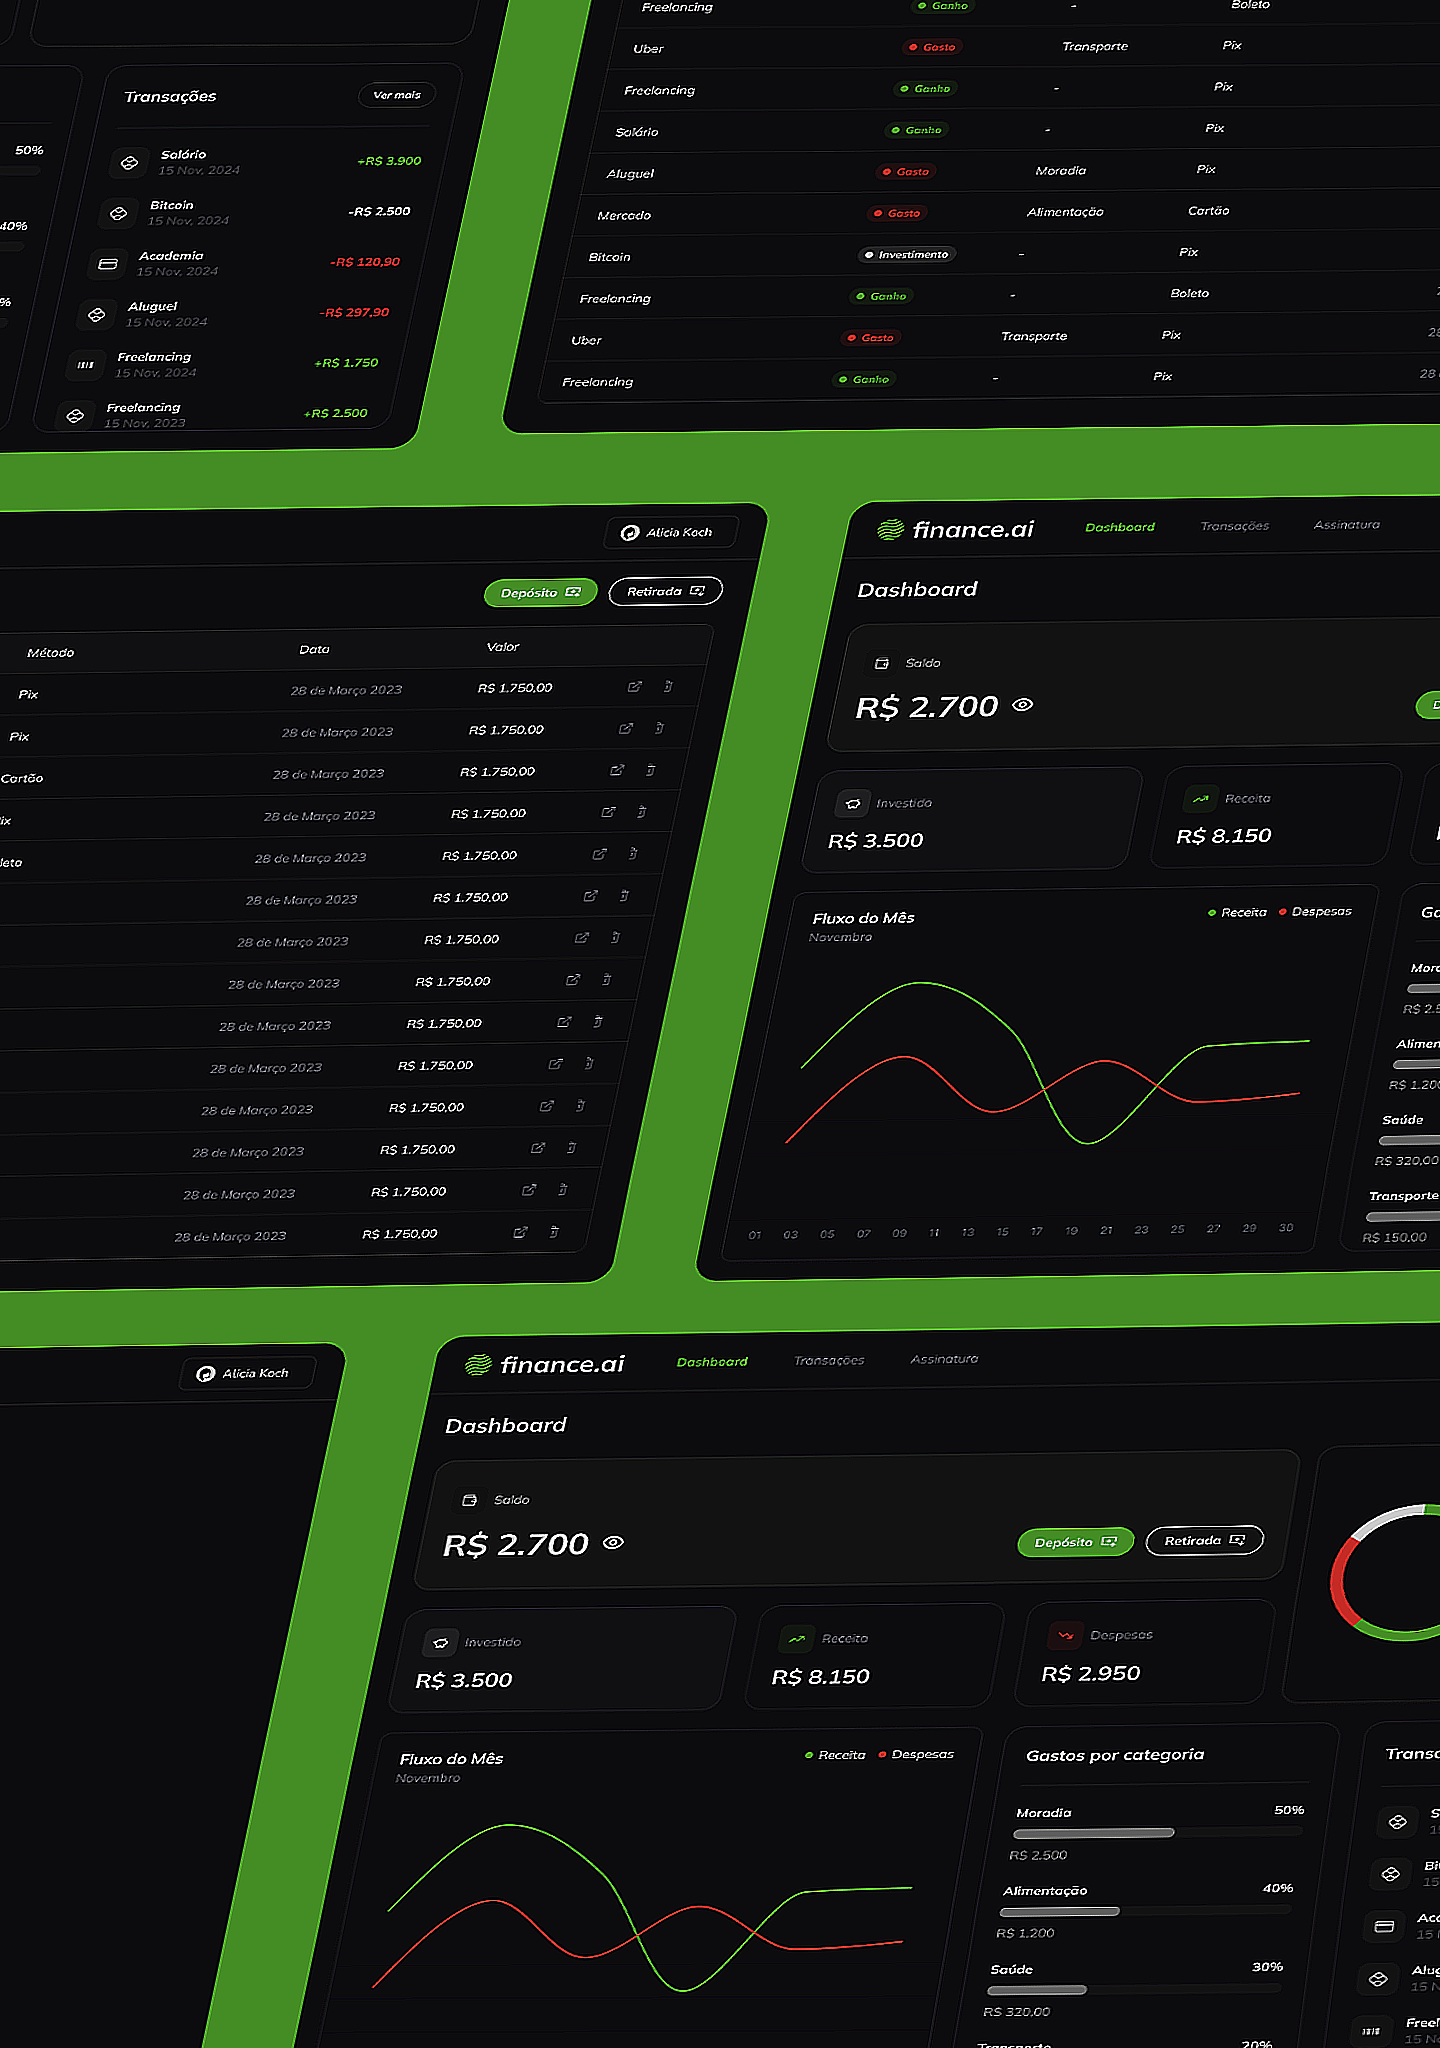 50%
40%
%
Transações
Ver mais
Salário
15 Nov, 2024
+R$ 3.900
Bitcoin
15 Nov, 2024
-R$ 2.500
Academia
15 Nov, 2024
-R$ 120,90
Aluguel
15 Nov, 2024
-R$ 297,90
Freelancing
15 Nov, 2024
+R$ 1.750
Freelancing
15 Nov, 2023
+R$ 2.500
Freelancing Ganho - Boleto
Uber Gasto Transporte Pix
Freelancing Ganho - Pix
Salário Ganho - Pix
Aluguel Gasto Moradia Pix
Mercado Gasto Alimentação Cartão
Bitcoin Investimento - Pix
Freelancing Ganho - Boleto
Uber Gasto Transporte Pix 28
Freelancing Ganho - Pix 28
Alicia Koch
Depósito Retirada
Método Data Valor
Pix 28 de Março 2023 R$ 1.750,00
Pix 28 de Março 2023 R$ 1.750,00
Cartão 28 de Março 2023 R$ 1.750,00
ix 28 de Março 2023 R$ 1.750,00
leto 28 de Março 2023 R$ 1.750,00
28 de Março 2023 R$ 1.750,00
28 de Março 2023 R$ 1.750,00
28 de Março 2023 R$ 1.750,00
28 de Março 2023 R$ 1.750,00
28 de Março 2023 R$ 1.750,00
28 de Março 2023 R$ 1.750,00
28 de Março 2023 R$ 1.750,00
28 de Março 2023 R$ 1.750,00
28 de Março 2023 R$ 1.750,00
finance.ai Dashboard Transações Assinatura
Dashboard
Saldo
R$ 2.700
Investido
R$ 3.500
Receita
R$ 8.150
Fluxo do Mês
Novembro
Receita Despesas
01 03 05 07 09 11 13 15 17 19 21 23 25 27 29 30
Ga
Mora
R$ 2.5
Alimen
R$ 1.200
Saúde
R$ 320,00
Transporte
R$ 150,00
Alicia Koch
finance.ai Dashboard Transações Assinatura
Dashboard
Saldo
R$ 2.700
Depósito Retirada
Investido
R$ 3.500
Receita
R$ 8.150
Despesas
R$ 2.950
Fluxo do Mês
Novembro
Receita Despesas
Gastos por categoria
Moradia 50%
R$ 2.500
Alimentação 40%
R$ 1.200
Saúde 30%
R$ 320,00
Transporte 20%
Transa
S
15
Bi
15
Aca
15 N
Alug
15 N
Freel
15 No